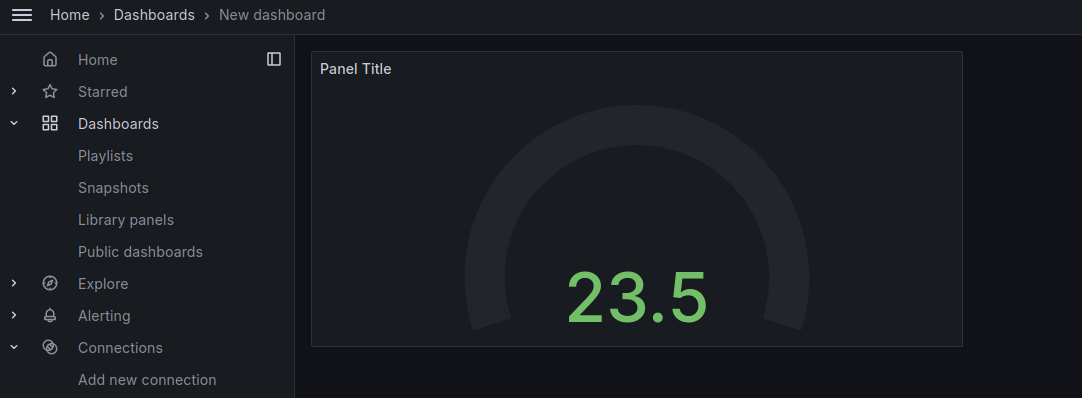 Home › Dashboards › New dashboard
Home
Starred
Dashboards
Playlists
Snapshots
Library panels
Public dashboards
Explore
Alerting
Connections
Add new connection
Panel Title
23.5